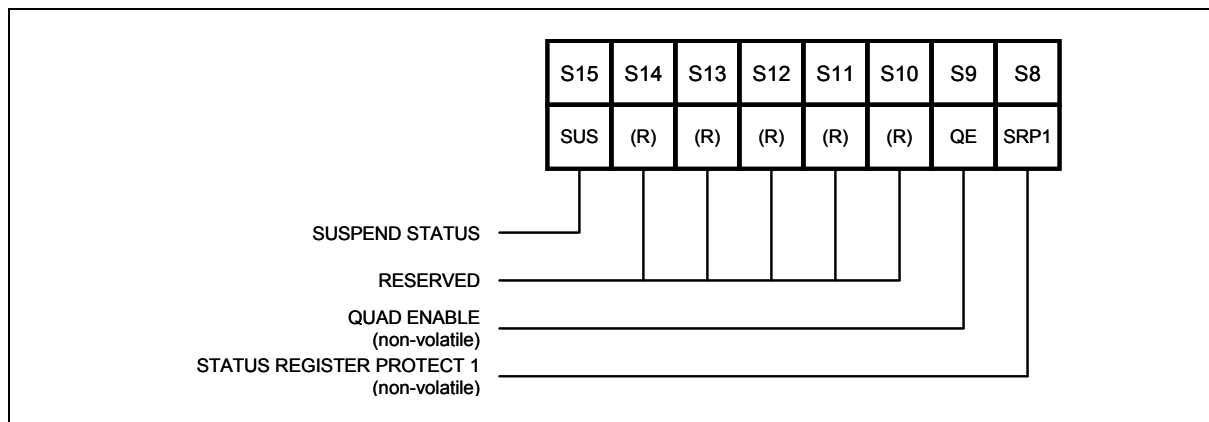 S15 S14 S13 S12 S11 S10 S9 S8
SUS (R) (R) (R) (R) (R) QE SRP1
SUSPEND STATUS
RESERVED
QUAD ENABLE
(non-volatile)
STATUS REGISTER PROTECT 1
(non-volatile)